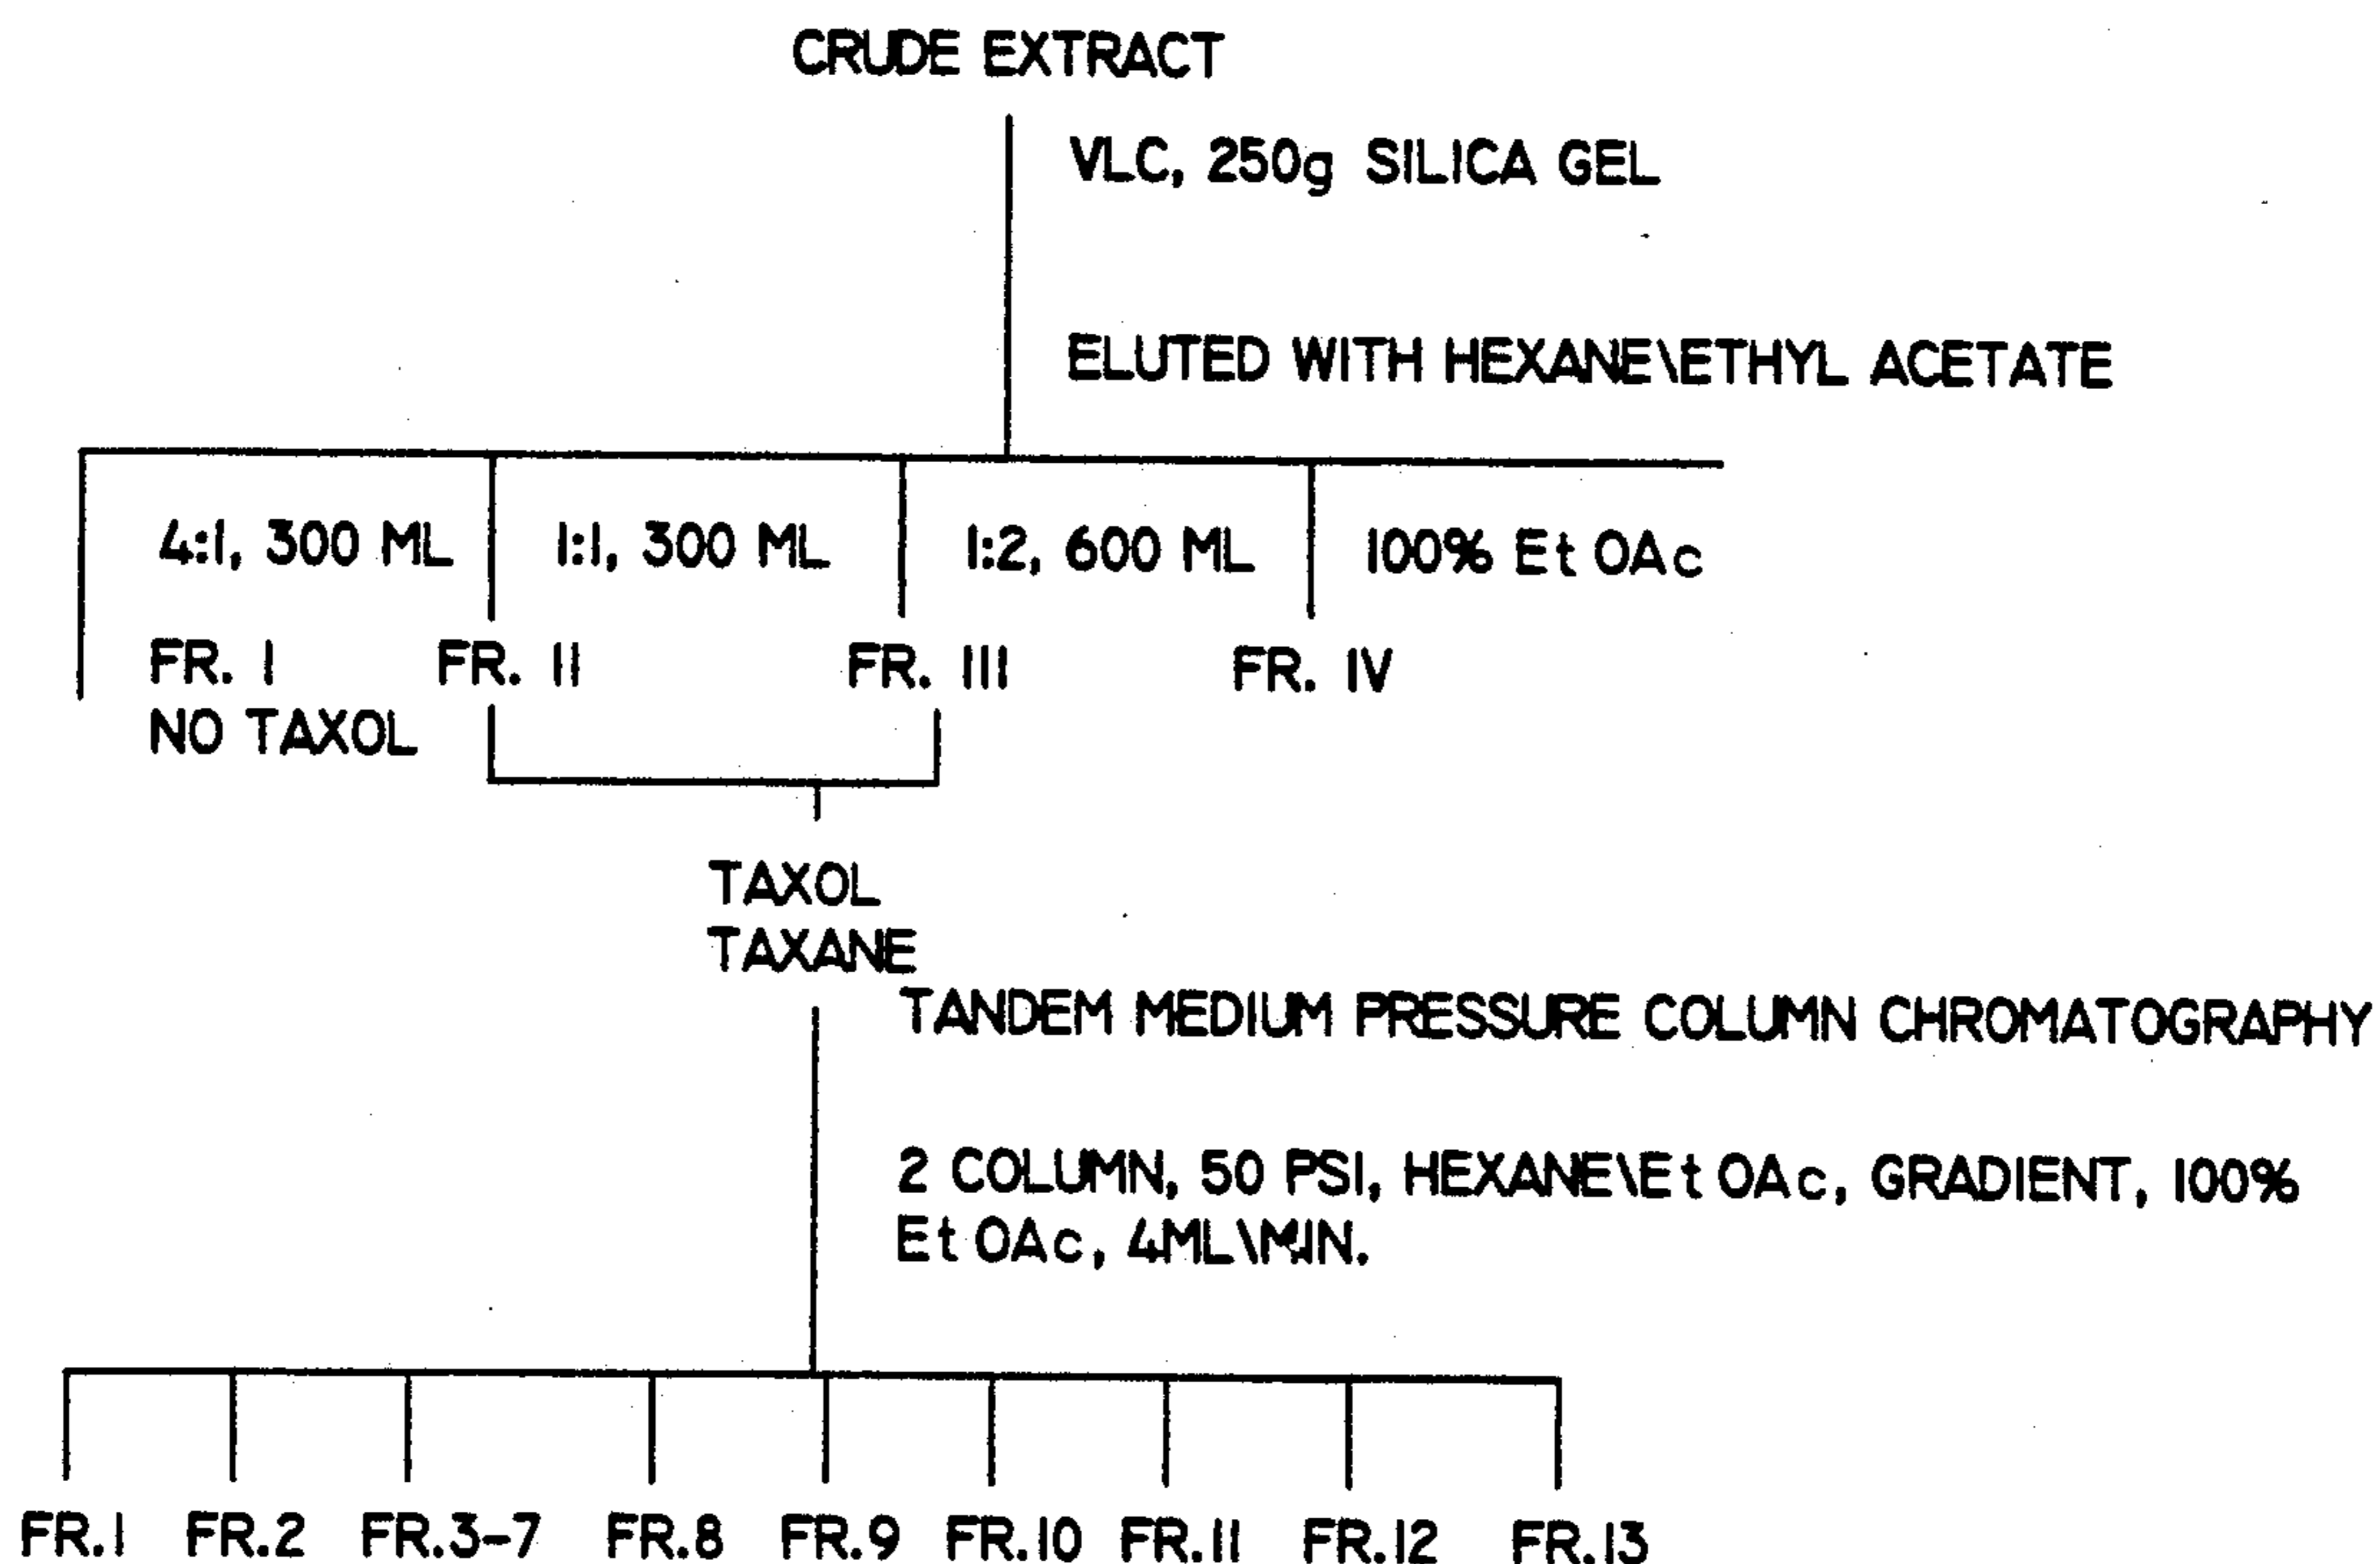 CRUDE EXTRACT
VLC, 250g SILICA GEL
ELUTED WITH HEXANE\ETHYL ACETATE
4:1, 300 ML
1:1, 300 ML
1:2, 600 ML
100% Et OAc
FR. I
FR. II
FR. III
FR. IV
NO TAXOL
TAXOL
TAXANE
TANDEM MEDIUM PRESSURE COLUMN CHROMATOGRAPHY
2 COLUMN, 50 PSI, HEXANE\Et OAc, GRADIENT, 100%
Et OAc, 4ML\MIN.
FR.1
FR.2
FR.3-7
FR.8
FR.9
FR.10
FR.11
FR.12
FR.13